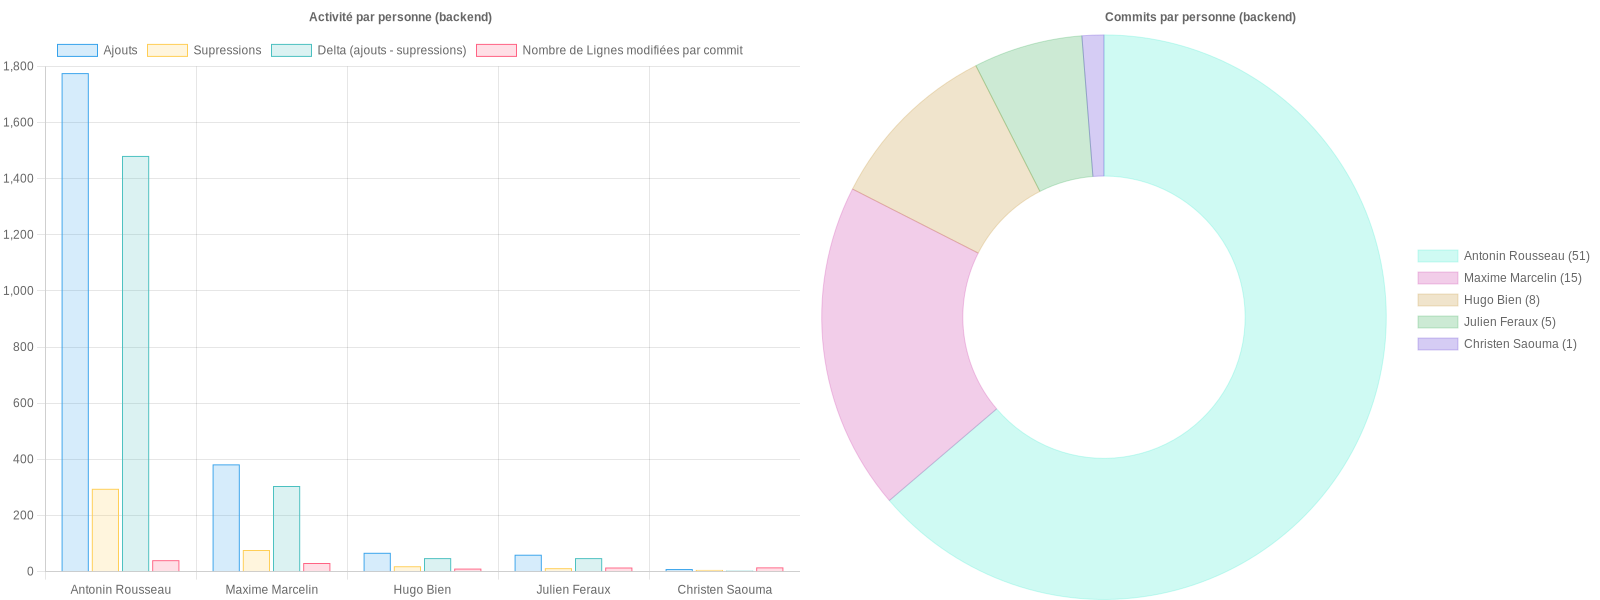 Activité par personne (backend)
Ajouts
Supressions
Delta (ajouts - supressions)
Nombre de Lignes modifiées par commit
1,800
1,600
1,400
1,200
1,000
800
600
400
200
0
Antonin Rousseau
Maxime Marcelin
Hugo Bien
Julien Feraux
Christen Saouma
Commits par personne (backend)
Antonin Rousseau (51)
Maxime Marcelin (15)
Hugo Bien (8)
Julien Feraux (5)
Christen Saouma (1)